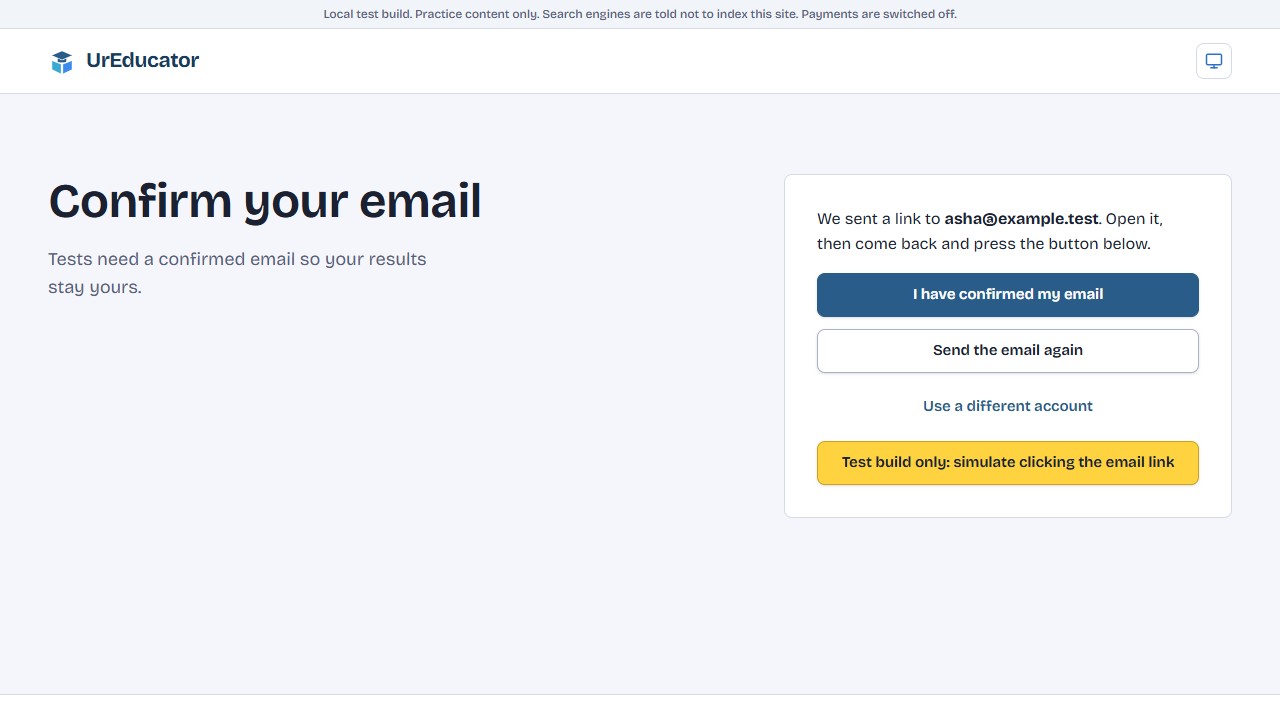 Local test build. Practice content only. Search engines are told not to index this site. Payments are switched off.
UrEducator
Confirm your email
Tests need a confirmed email so your results
stay yours.
We sent a link to asha@example.test. Open it,
then come back and press the button below.
I have confirmed my email
Send the email again
Use a different account
Test build only: simulate clicking the email link